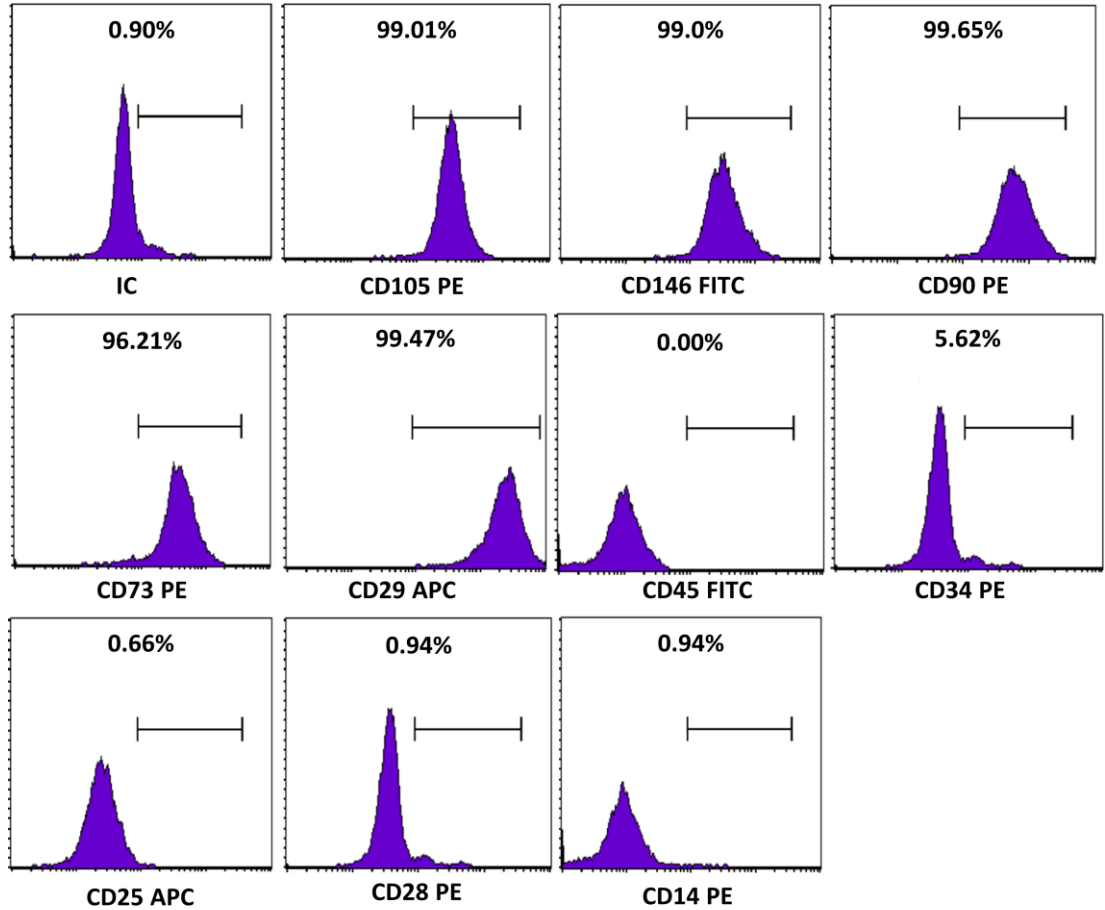 0.90%
99.01%
99.0%
99.65%
IC
CD105 PE
CD146 FITC
CD90 PE
96.21%
99.47%
0.00%
5.62%
CD73 PE
CD29 APC
CD45 FITC
CD34 PE
0.66%
0.94%
0.94%
CD25 APC
CD28 PE
CD14 PE